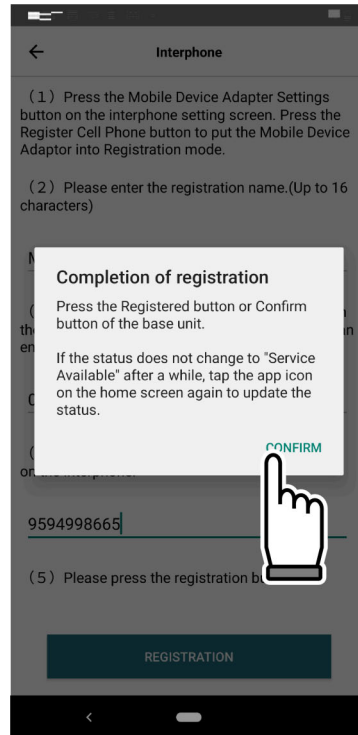 Interphone
（1）Press the Mobile Device Adapter Settings
button on the interphone setting screen. Press the
Register Cell Phone button to put the Mobile Device
Adaptor into Registration mode.
（2）Please enter the registration name.(Up to 16
characters)
Completion of registration
Press the Registered button or Confirm
button of the base unit.
If the status does not change to "Service
Available" after a while, tap the app icon
on the home screen again to update the
status.
CONFIRM
on the interphone.
9594998665
（5）Please press the registration
REGISTRATION